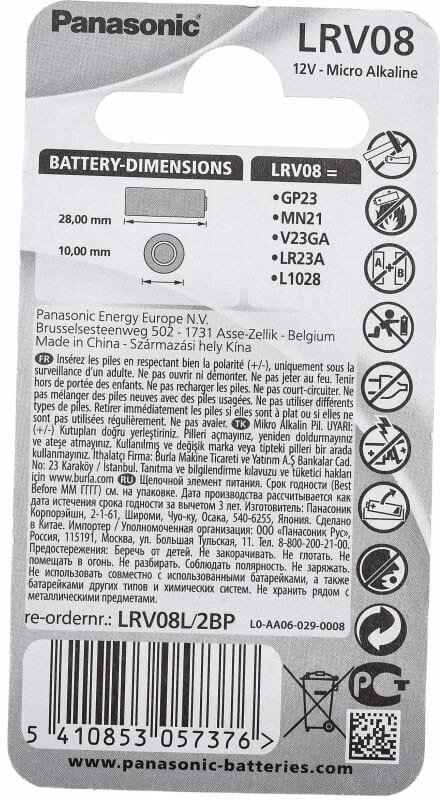 Panasonic
LRV08
12V - Micro Alkaline
BATTERY-DIMENSIONS
LRV08 =
28,00 mm
10,00 mm
•GP23
•MN21
•V23GA
•LR23A
•L1028
A
B
Panasonic Energy Europe N.V.
Brusselsesteenweg 502 - 1731 Asse-Zellik - Belgium
Made in China - Származási hely Kína
FR Insérez les piles en respectant bien la polarité (+/-), uniquement sous la
surveillance d'un adulte. Ne pas ouvrir ni démonter. Ne pas jeter au feu. Tenir
hors de portée des enfants. Ne pas recharger les piles. Ne pas court-circuiter. Ne
pas mélanger des piles neuves avec des piles usagées. Ne pas utiliser différents
types de piles. Retirer immédiatement les piles si elles sont à plat ou si elles ne
sont pas utilisées régulièrement. Ne pas avaler. TK Mikro Alkalin Pil. UYARI:
(+/-) Kutupları doğru yerleştiriniz. Pilleri açmayınız, yeniden doldurmayınız
ve ateşe atmayınız. Kullanılmış ve değişik marka veya tipteki pilleri bir arada
kullanmayınız. İthalatçı Firma: Burla Makine Ticareti ve Yatırım A.Ş Bankalar Cad.
No: 23 Karaköy / Istanbul. Tanıtma ve bilgilendirme kılavuzu ve tüketici hakları
için www.burla.com RU Щелочной элемент питания. Срок годности (Best
Before MM ГГГГ) см. на упаковке. Дата производства рассчитывается как
дата истечения срока годности за вычетом 3 лет. Изготовитель: Панасоник
Корпорэйшн, 2-1-61, Широми, Чуо-ку, Осака, 540-6255, Япония. Сделано
в Китае. Импортер / Уполномоченная организация: ООО «Панасоник Рус»,
Россия, 115191, Москва, ул. Большая Тульская, 11. Тел. 8-800-200-21-00.
Предостережения: Беречь от детей. Не закорачивать. Не глотать. Не
помещать в огонь. Не разбирать. Соблюдать полярность. Не заряжать.
Не использовать совместно с использованными батарейками, а также
батарейками других типов и химических систем. Не хранить рядом с
металлическими предметами.
re-ordernr.: LRV08L/2BP
L0-AA06-029-0008
5 410853 057376 >
www.panasonic-batteries.com